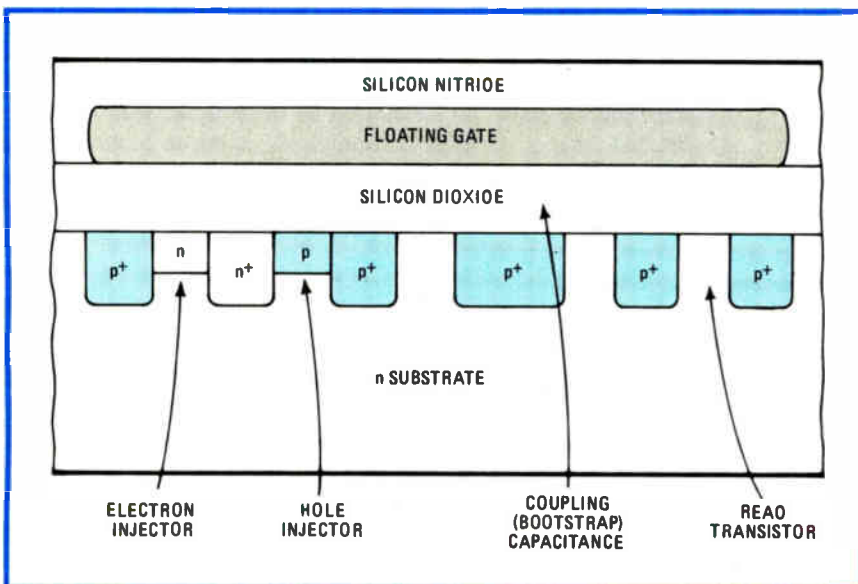 SILICON NITRIOE
FLOATING GATE
SILICON DIOXIOE
p+
n
n+
p
p+
p+
p+
p+
n SUBSTRATE
ELECTRON
INJECTOR
HOLE
INJECTOR
COUPLING
(BOOTSTRAP)
CAPACITANCE
REAO
TRANSISTOR